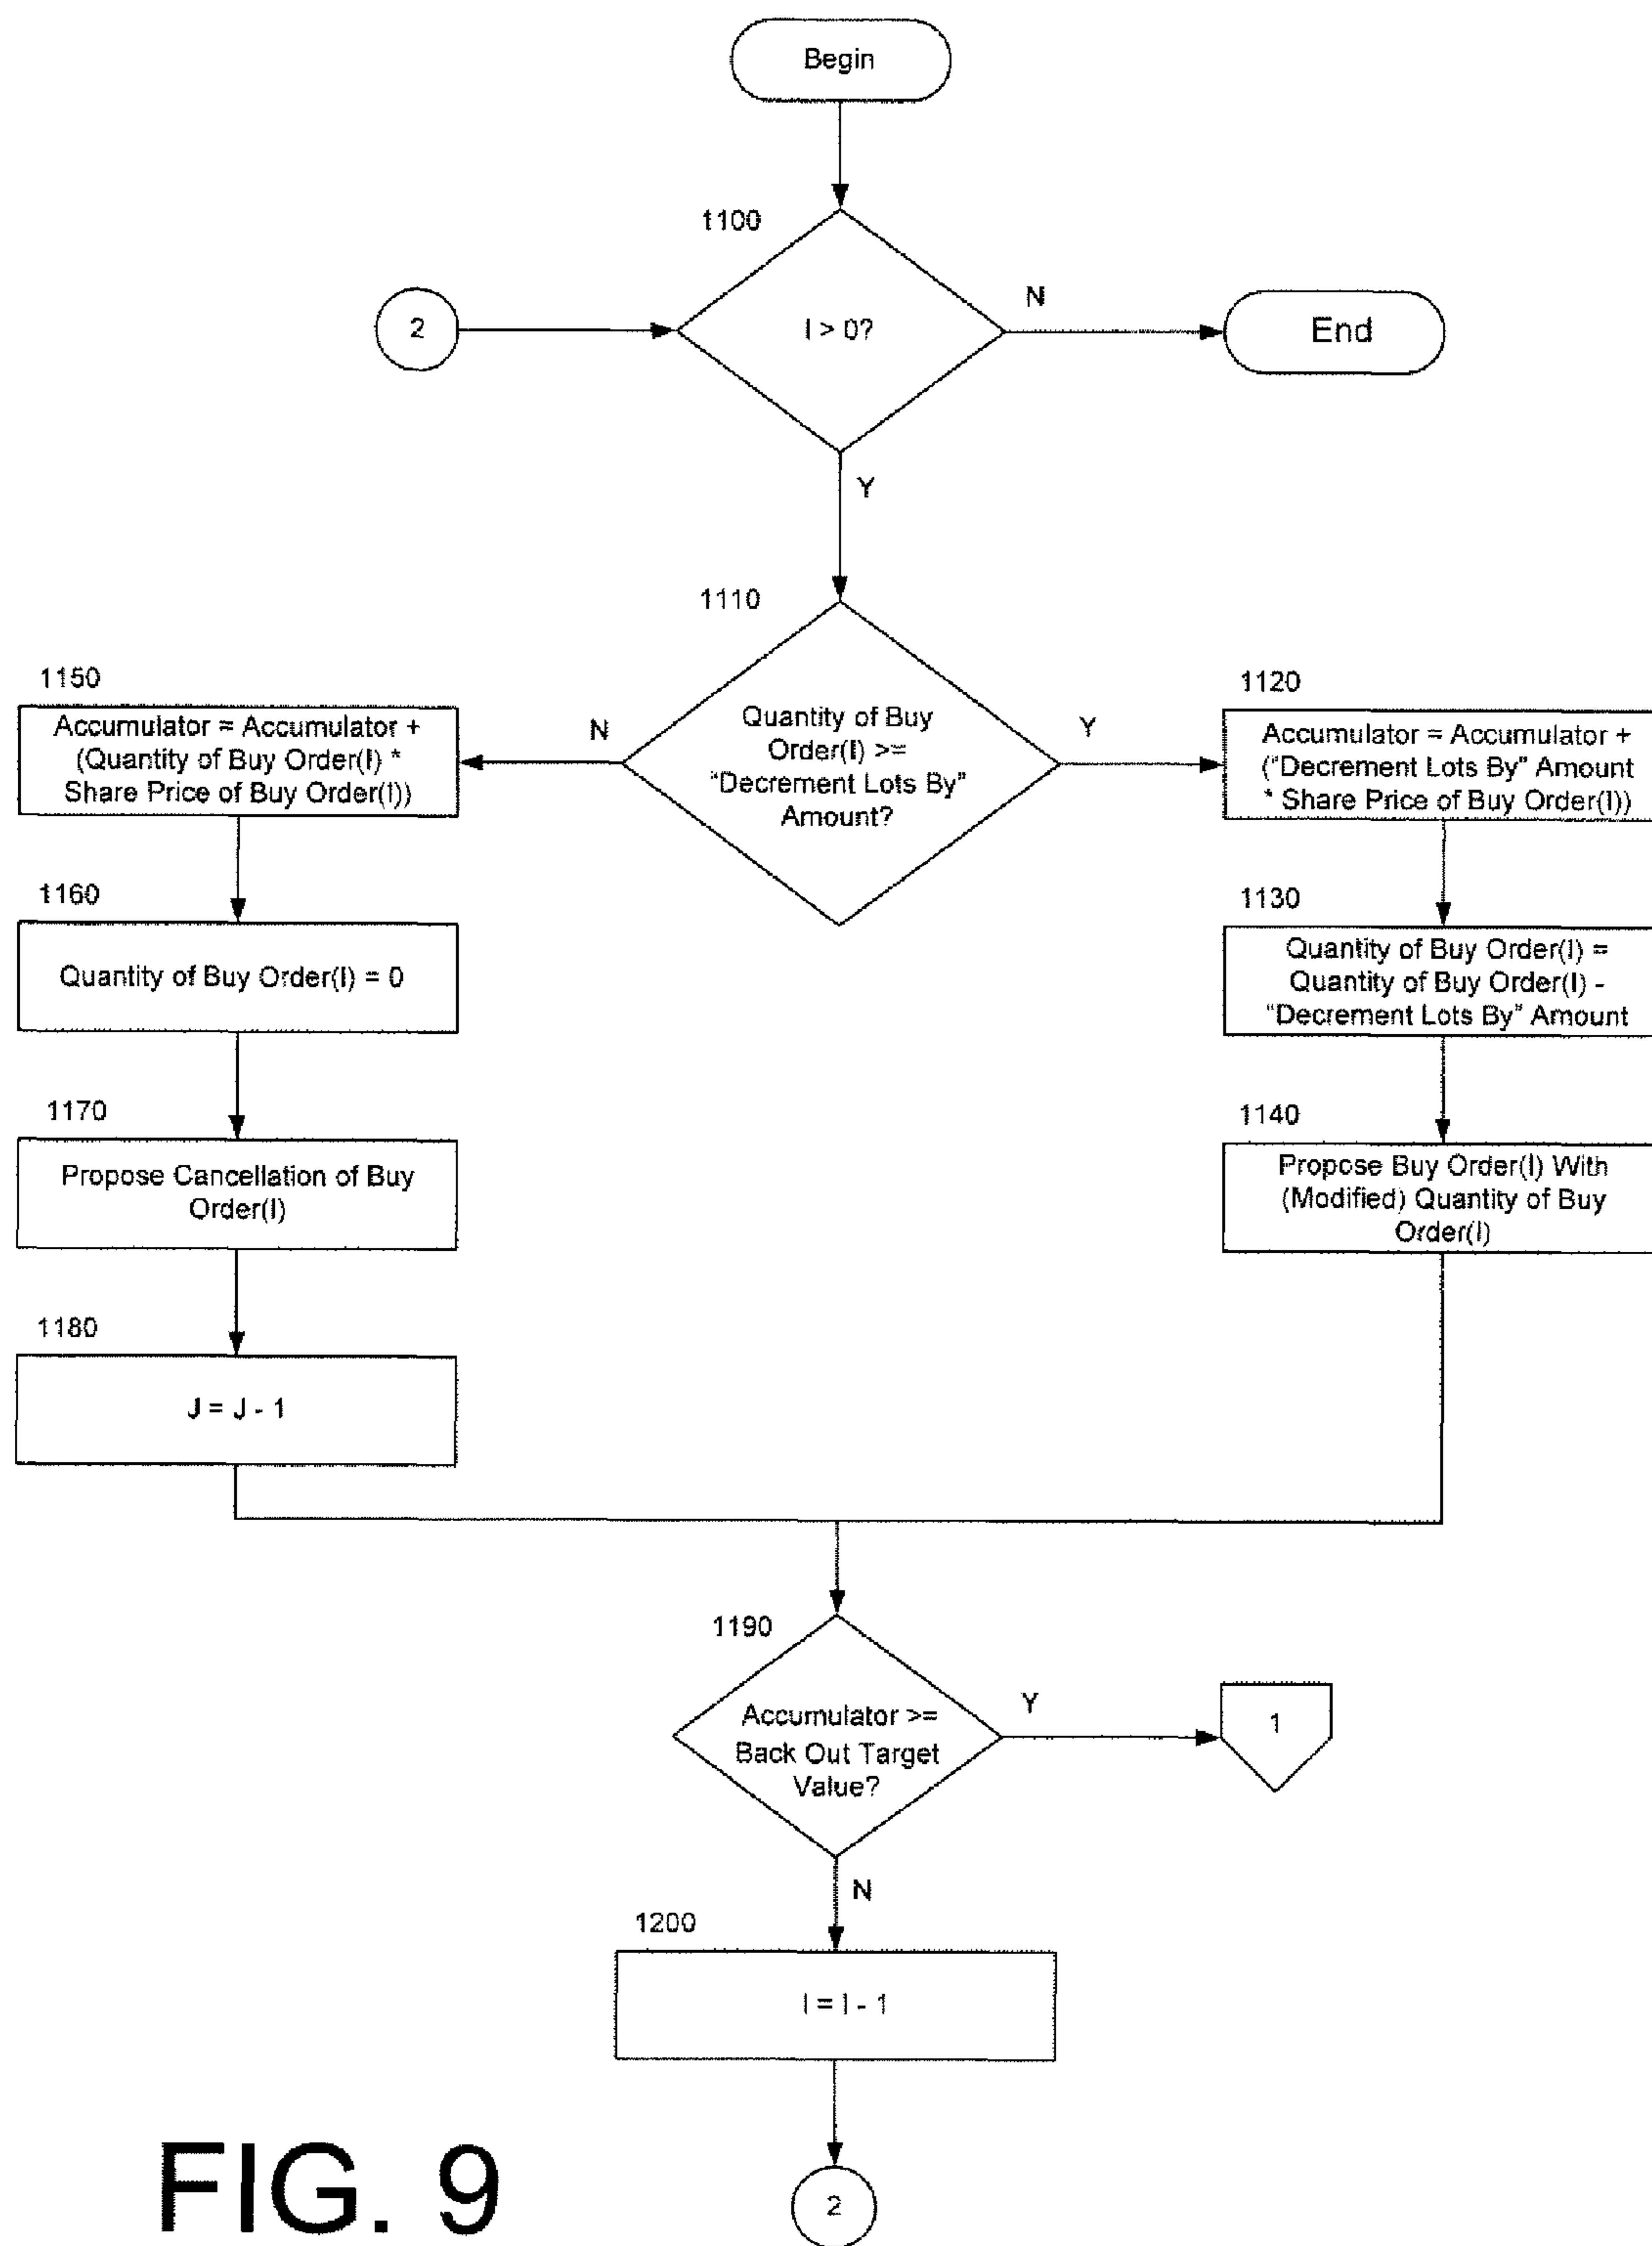 Begin
1100
2
I > 0?
N
End
Y
1110
Quantity of Buy
Order(I) >=
"Decrement Lots By"
Amount?
N
Y
1150
Accumulator = Accumulator +
(Quantity of Buy Order(I) *
Share Price of Buy Order(I))
1120
Accumulator = Accumulator +
("Decrement Lots By" Amount
* Share Price of Buy Order(I))
1160
Quantity of Buy Order(I) = 0
1130
Quantity of Buy Order(I) =
Quantity of Buy Order(I) -
"Decrement Lots By" Amount
1170
Propose Cancellation of Buy
Order(I)
1140
Propose Buy Order(I) With
(Modified) Quantity of Buy
Order(I)
1180
J = J - 1
1190
Accumulator >=
Back Out Target
Value?
Y
1
N
1200
I = I - 1
2
FIG. 9